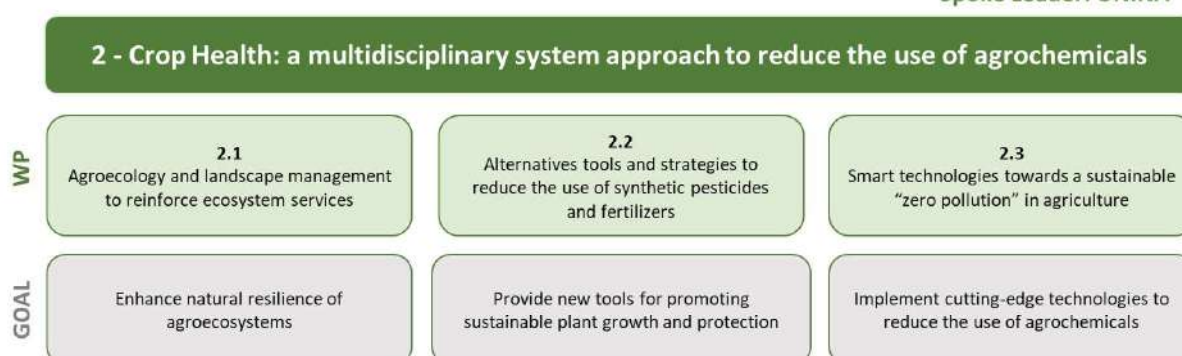 2 - Crop Health: a multidisciplinary system approach to reduce the use of agrochemicals
WP
2.1
Agroecology and landscape management
to reinforce ecosystem services
2.2
Alternatives tools and strategies to
reduce the use of synthetic pesticides
and fertilizers
2.3
Smart technologies towards a sustainable
“zero pollution” in agriculture
GOAL
Enhance natural resilience of
agroecosystems
Provide new tools for promoting
sustainable plant growth and protection
Implement cutting-edge technologies to
reduce the use of agrochemicals